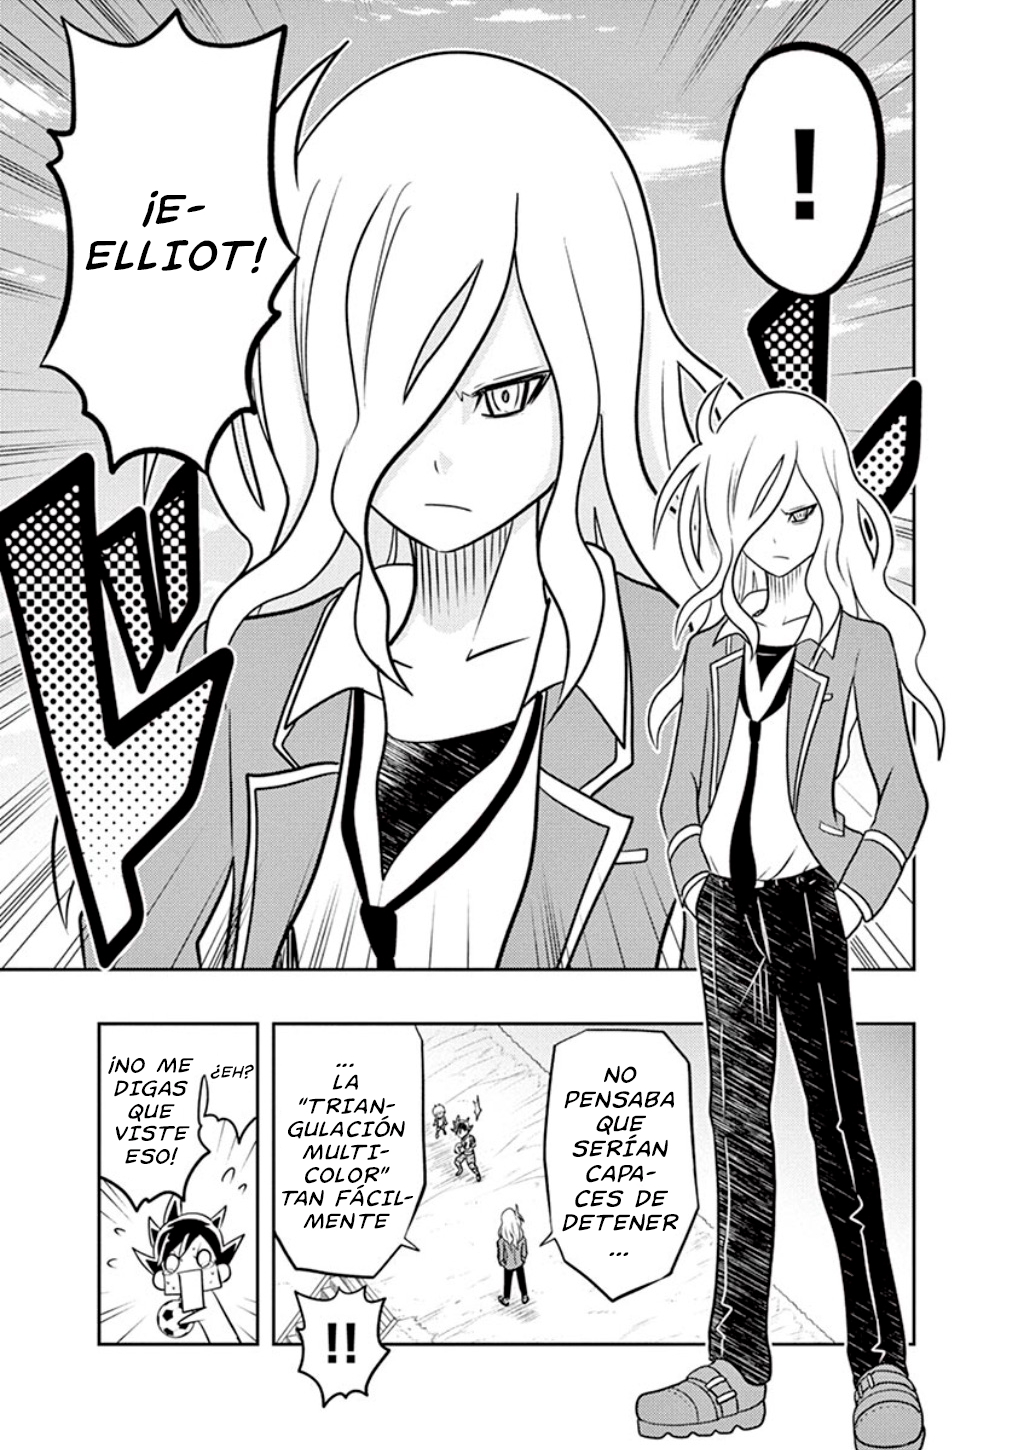 !
¡E-
ELLIOT!
NO
PENSABA
QUE
SERÍAN
CAPA-
CES DE
DETENER
...
...
LA
"TRIAN-
GULACIÓN
MULTI-
COLOR"
TAN FÁCIL-
MENTE
!!
¿EH?
¡NO ME
DIGAS
QUE
VISTE
ESO!